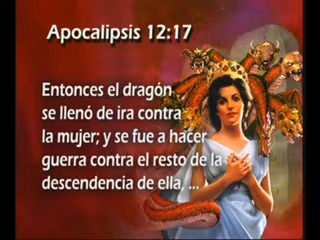 Apocalipsis 12:17
Entonces el dragón
se llenó de ira contra
la mujer; y se fue a hacer
guerra contra el resto de la
descendencia de ella, ...